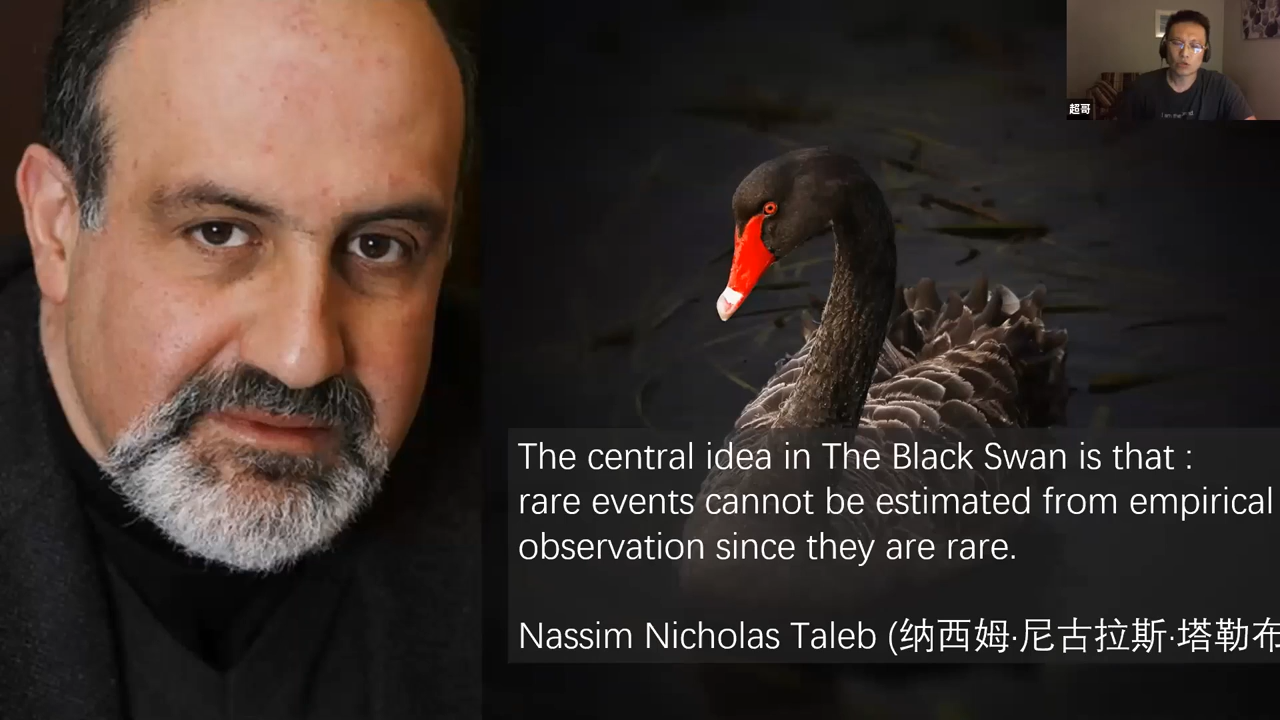 超哥
The central idea in The Black Swan is that :
rare events cannot be estimated from empirical
observation since they are rare.
Nassim Nicholas Taleb (纳西姆·尼古拉斯·塔勒布